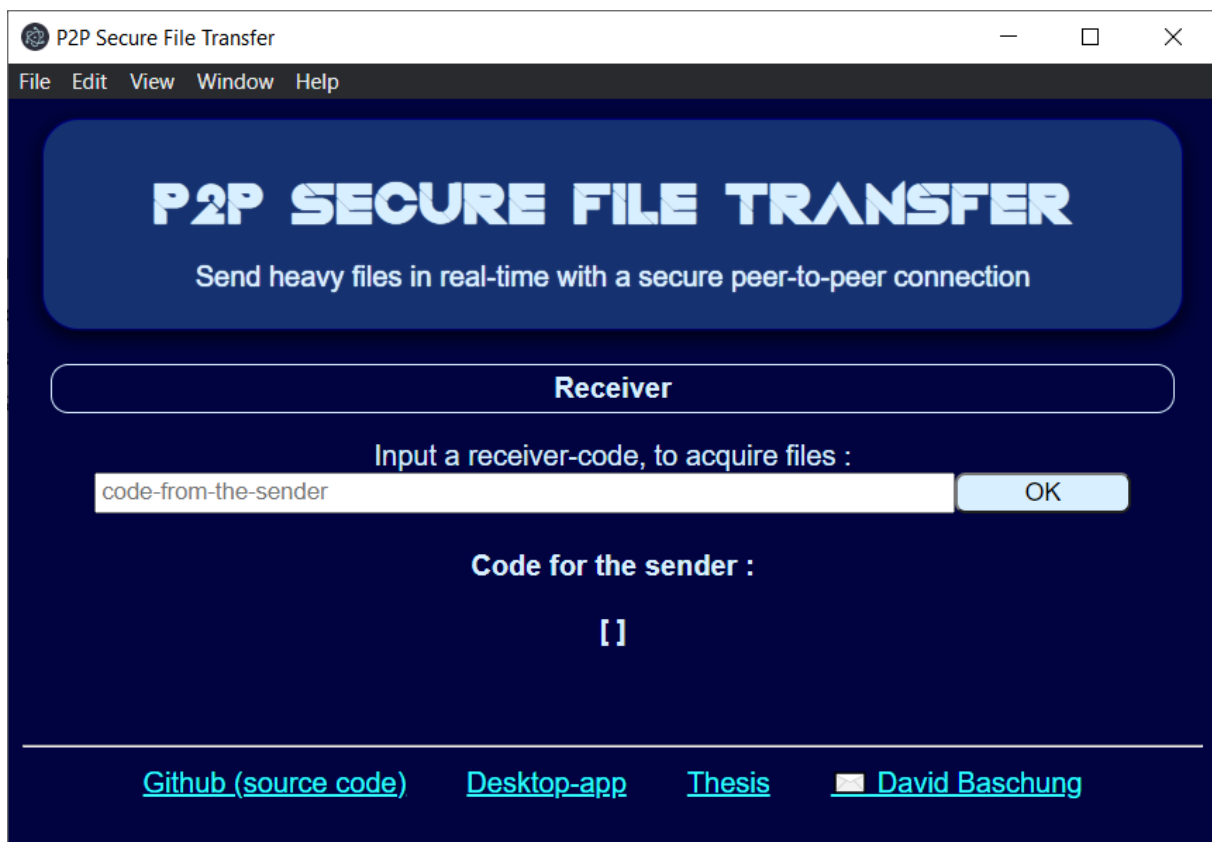 P2P Secure File Transfer
File Edit View Window Help
P2P SECURE FILE TRANSFER
Send heavy files in real-time with a secure peer-to-peer connection
Receiver
Input a receiver-code, to acquire files :
code-from-the-sender OK
Code for the sender :
[ ]
Github (source code) Desktop-app Thesis ✉ David Baschung